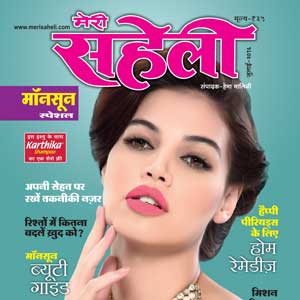 मूल्य-₹३५
www.merisaheli.com
मेरी
सहेली
संपादक-हेमा मालिनी
मॉनसून
स्पेशल
इस इश्यू के साथ
Karthika
Shampoo
का एक सैशे फ्री
अपनी सेहत पर
रखें तकनीकी नज़र
रिश्तों में कितना
बदलें ख़ुद को?
मॉनसून
ब्यूटी
गाइड
हैप्पी
पीरियड्स
के लिए
होम
रेमेडीज़
मिशन